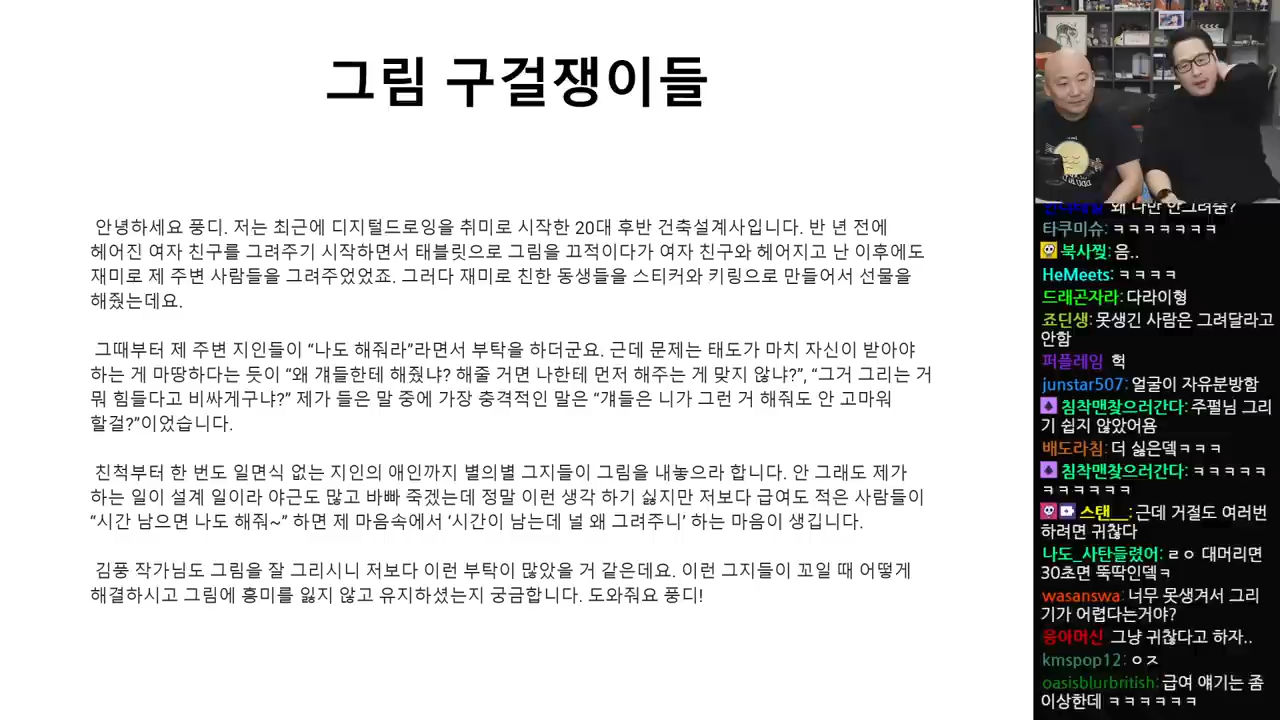 그림 구걸쟁이들
안녕하세요 풍디. 저는 최근에 디지털드로잉을 취미로 시작한 20대 후반 건축설계사입니다. 반 년 전에
헤어진 여자 친구를 그려주기 시작하면서 태블릿으로 그림을 끄적이다가 여자 친구와 헤어지고 난 이후에도
재미로 제 주변 사람들을 그려주었었죠. 그러다 재미로 친한 동생들을 스티커와 키링으로 만들어서 선물을
해줬는데요.
그때부터 제 주변 지인들이 “나도 해줘라”라면서 부탁을 하더군요. 근데 문제는 태도가 마치 자신이 받아야
하는 게 마땅하다는 듯이 “왜 걔들한테 해줬냐? 해줄 거면 나한테 먼저 해주는 게 맞지 않냐?”, “그거 그리는 거
뭐 힘들다고 비싸게구냐?” 제가 들은 말 중에 가장 충격적인 말은 “걔들은 니가 그런 거 해줘도 안 고마워
할걸?”이었습니다.
친척부터 한 번도 일면식 없는 지인의 애인까지 별의별 그지들이 그림을 내놓으라 합니다. 안 그래도 제가
하는 일이 설계 일이라 야근도 많고 바빠 죽겠는데 정말 이런 생각 하기 싫지만 저보다 급여도 적은 사람들이
“시간 남으면 나도 해줘~” 하면 제 마음속에서 ‘시간이 남는데 널 왜 그려주니’ 하는 마음이 생깁니다.
김풍 작가님도 그림을 잘 그리시니 저보다 이런 부탁이 많았을 거 같은데요. 이런 그지들이 꼬일 때 어떻게
해결하시고 그림에 흥미를 잃지 않고 유지하셨는지 궁금합니다. 도와줘요 풍디!
타쿠미슈: ㅋㅋㅋㅋㅋㅋㅋ
북사찢: 음..
HeMeets: ㅋㅋㅋㅋ
드래곤자라: 다라이형
죠딘생: 못생긴 사람은 그려달라고
안함
퍼플레임 헉
junstar507: 얼굴이 자유분방함
침착맨찾으러간다: 주펄님 그리
기 쉽지 않았어욤
배도라침: 더 싫은뎈ㅋㅋㅋ
침착맨찾으러간다: ㅋㅋㅋㅋㅋ
ㅋㅋㅋㅋㅋㅋ
스탠__: 근데 거절도 여러번
하려면 귀찮다
나도_사탄들렸어: ㄹㅇ 대머리면
30초면 뚝딱인뎈ㅋ
wasanswa: 너무 못생겨서 그리
기가 어렵다는거야?
음아머신 그냥 귀찮다고 하자..
kmspop12: ㅇㅈ
oasisblurbritish: 급여 얘기는 좀
이상한데 ㅋㅋㅋㅋㅋㅋ